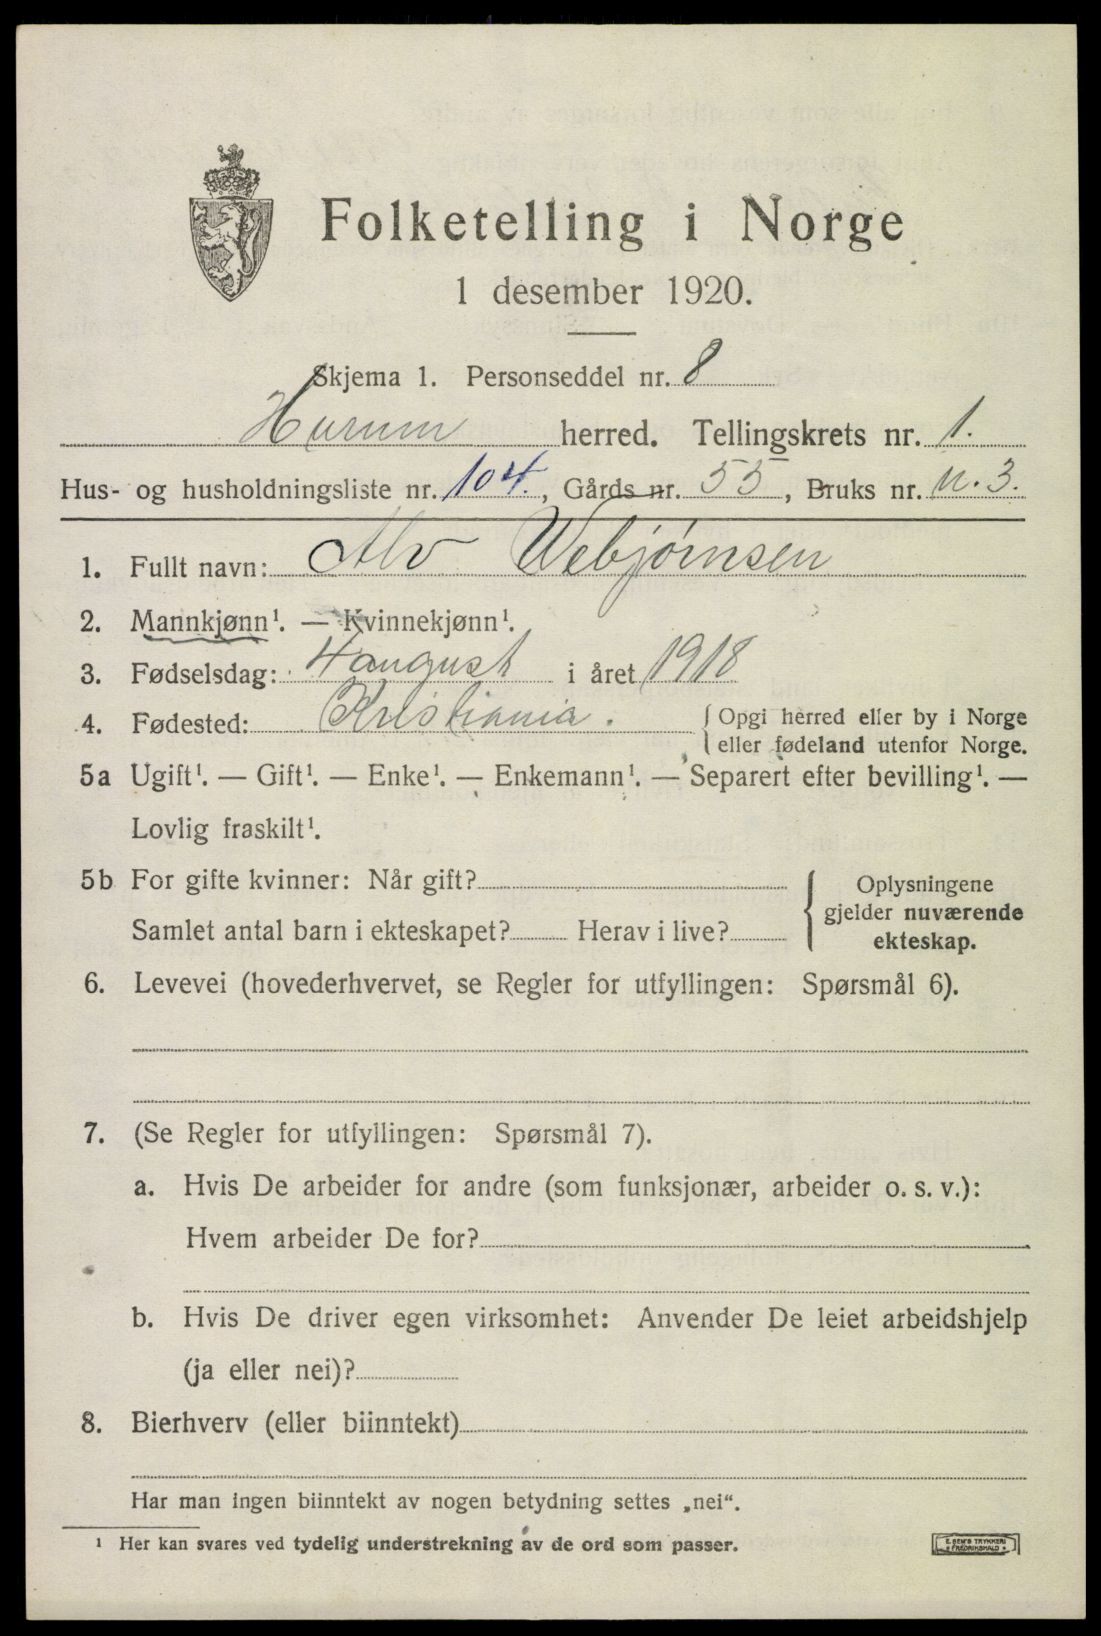 Folketelling i Norge
1 desember 1920.
Skjema 1. Personseddel nr. 8
Hurum herred. Tellingskrets nr. 1.
Hus- og husholdningsliste nr. 104., Gårds nr. 55, Bruks nr. u. 3.
1. Fullt navn: Alv Webjørnsen
2. Mannkjønn¹. — Kvinnekjønn¹.
3. Fødselsdag: 4 august i året 1918
4. Fødested: Kristiania. { Opgi herred eller by i Norge
eller fødeland utenfor Norge.
5a Ugift¹. — Gift¹. — Enke¹. — Enkemann¹. — Separert efter bevilling¹. —
Lovlig fraskilt¹.
5b For gifte kvinner: Når gift?
Samlet antal barn i ekteskapet? Herav i live?
Oplysningene
gjelder nuværende
ekteskap.
6. Levevei (hovederhvervet, se Regler for utfyllingen: Spørsmål 6).
7. (Se Regler for utfyllingen: Spørsmål 7).
a. Hvis De arbeider for andre (som funksjonær, arbeider o. s. v.):
Hvem arbeider De for?
b. Hvis De driver egen virksomhet: Anvender De leiet arbeidshjelp
(ja eller nei)?
8. Bierhverv (eller biinntekt)
Har man ingen biinntekt av nogen betydning settes „nei".
¹ Her kan svares ved tydelig understrekning av de ord som passer.
E. SEM'S TRYKKERI
FREDRIKSHALD